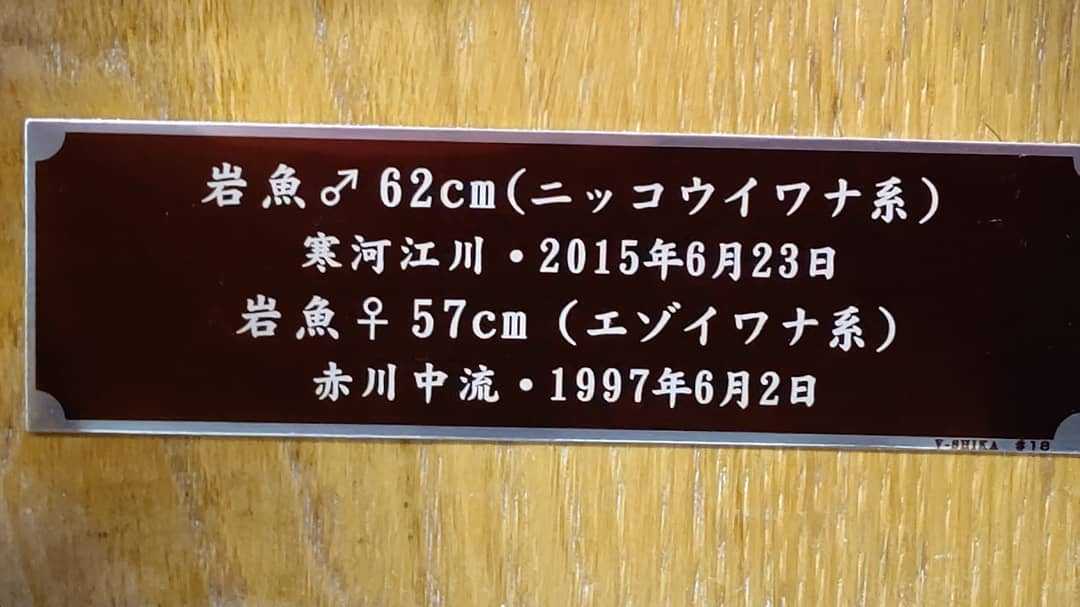 岩魚♂62cm(ニッコウイワナ系)
寒河江川・2015年6月23日
岩魚♀57cm (エゾイワナ系)
赤川中流・1997年6月2日